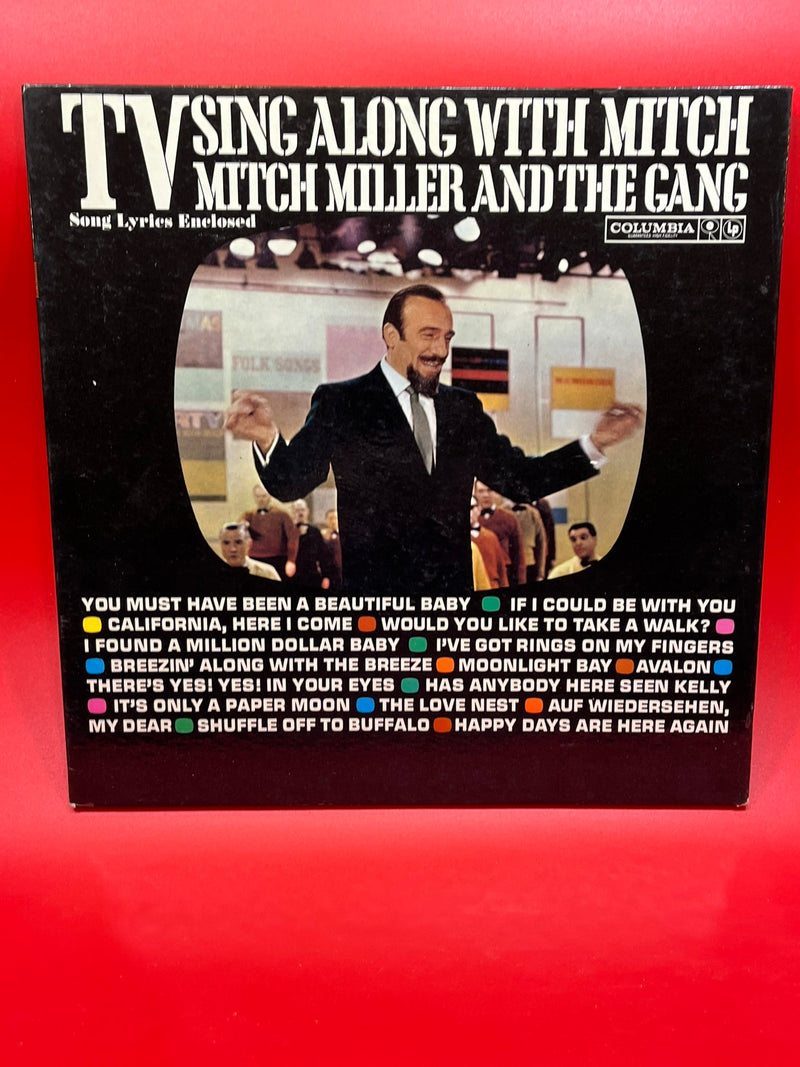 TV SING ALONG WITH MITCH
MITCH MILLER AND THE GANG
Song Lyrics Enclosed
COLUMBIA
GUARANTEED HIGH FIDELITY
LP
FOLK SONGS
YOU MUST HAVE BEEN A BEAUTIFUL BABY IF I COULD BE WITH YOU
CALIFORNIA, HERE I COME WOULD YOU LIKE TO TAKE A WALK?
I FOUND A MILLION DOLLAR BABY I'VE GOT RINGS ON MY FINGERS
BREEZIN' ALONG WITH THE BREEZE MOONLIGHT BAY AVALON
THERE'S YES! YES! IN YOUR EYES HAS ANYBODY HERE SEEN KELLY
IT'S ONLY A PAPER MOON THE LOVE NEST AUF WIEDERSEHEN,
MY DEAR SHUFFLE OFF TO BUFFALO HAPPY DAYS ARE HERE AGAIN